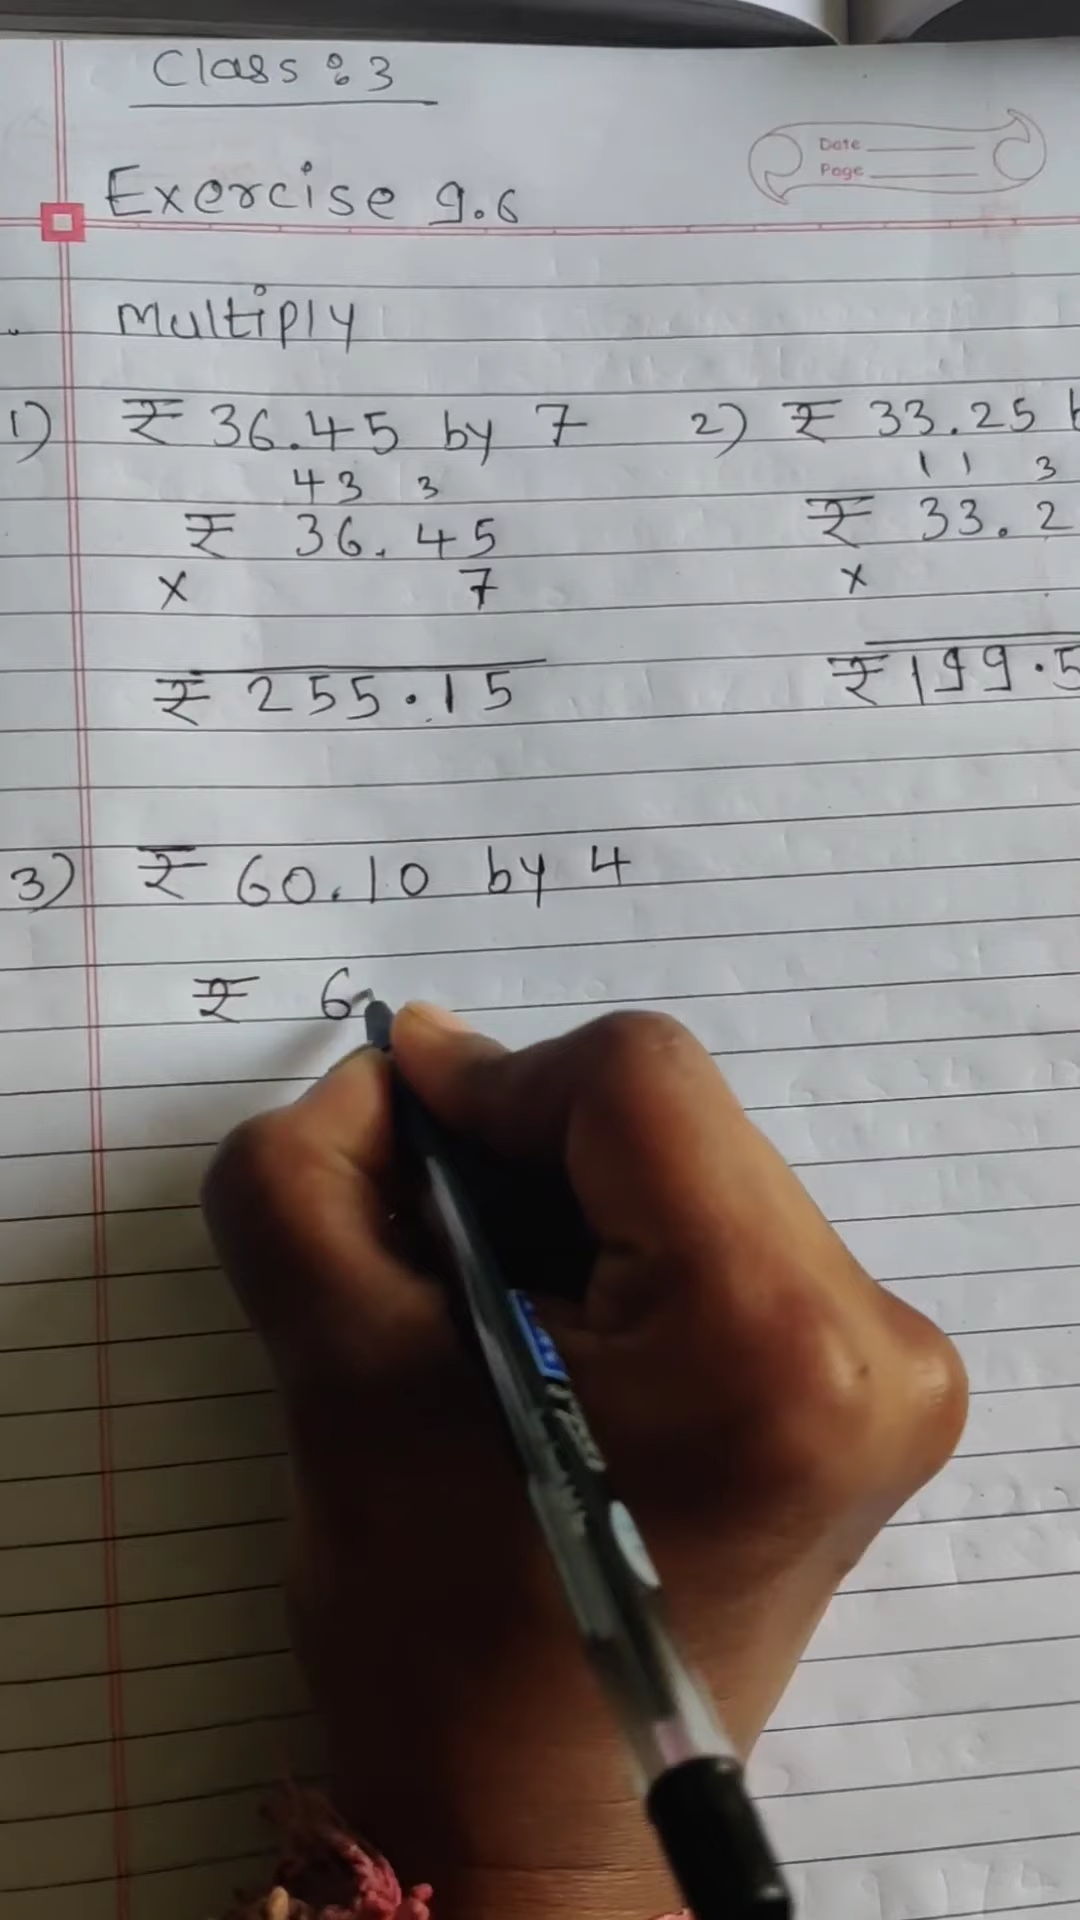 Class : 3
Date
Page
Exercise 9.6
Multiply
1) ₹ 36.45 by 7 2) ₹ 33.25
43 3 1 1 3
₹ 36.45 ₹ 33.2
x 7 x
₹ 255.15 ₹ 199.5
3) ₹ 60.10 by 4
₹ 6